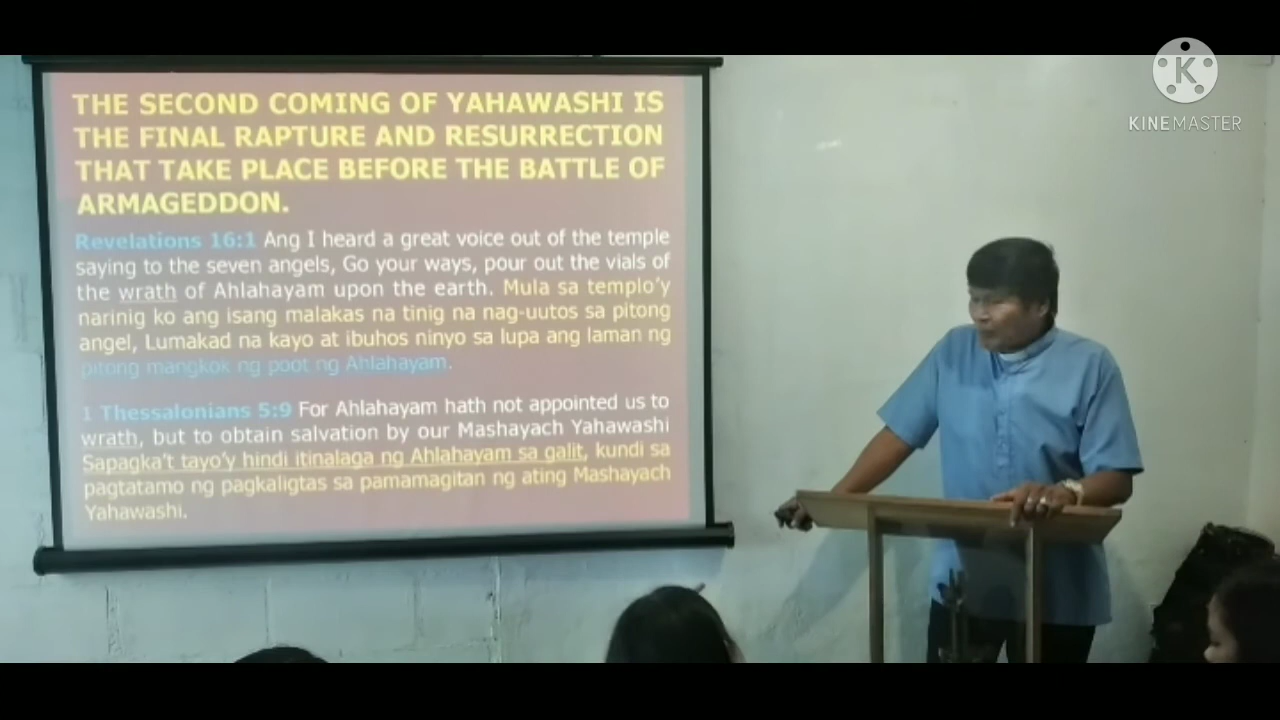 THE SECOND COMING OF YAHAWASHI IS
THE FINAL RAPTURE AND RESURRECTION
THAT TAKE PLACE BEFORE THE BATTLE OF
ARMAGEDDON.
Revelations 16:1 Ang I heard a great voice out of the temple
saying to the seven angels, Go your ways, pour out the vials of
the wrath of Ahlahayam upon the earth. Mula sa templo'y
narinig ko ang isang malakas na tinig na nag-uutos sa pitong
angel, Lumakad na kayo at ibuhos ninyo sa lupa ang laman ng
pitong mangkok ng poot ng Ahlahayam.
1 Thessalonians 5:9 For Ahlahayam hath not appointed us to
wrath, but to obtain salvation by our Mashayach Yahawashi
Sapagka't tayo'y hindi itinalaga ng Ahlahayam sa galit, kundi sa
pagtatamo ng pagkaligtas sa pamamagitan ng ating Mashayach
Yahawashi.
K
KINEMASTER